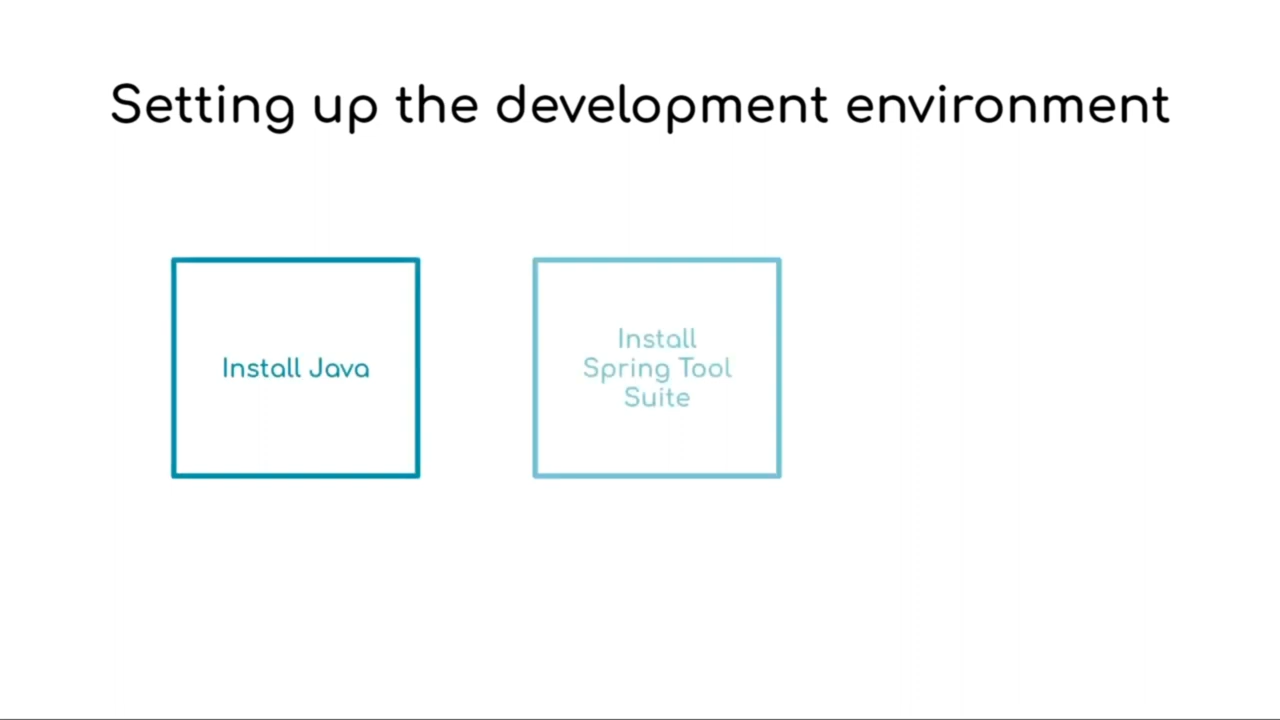 Setting up the development environment
Install Java
Install
Spring Tool
Suite